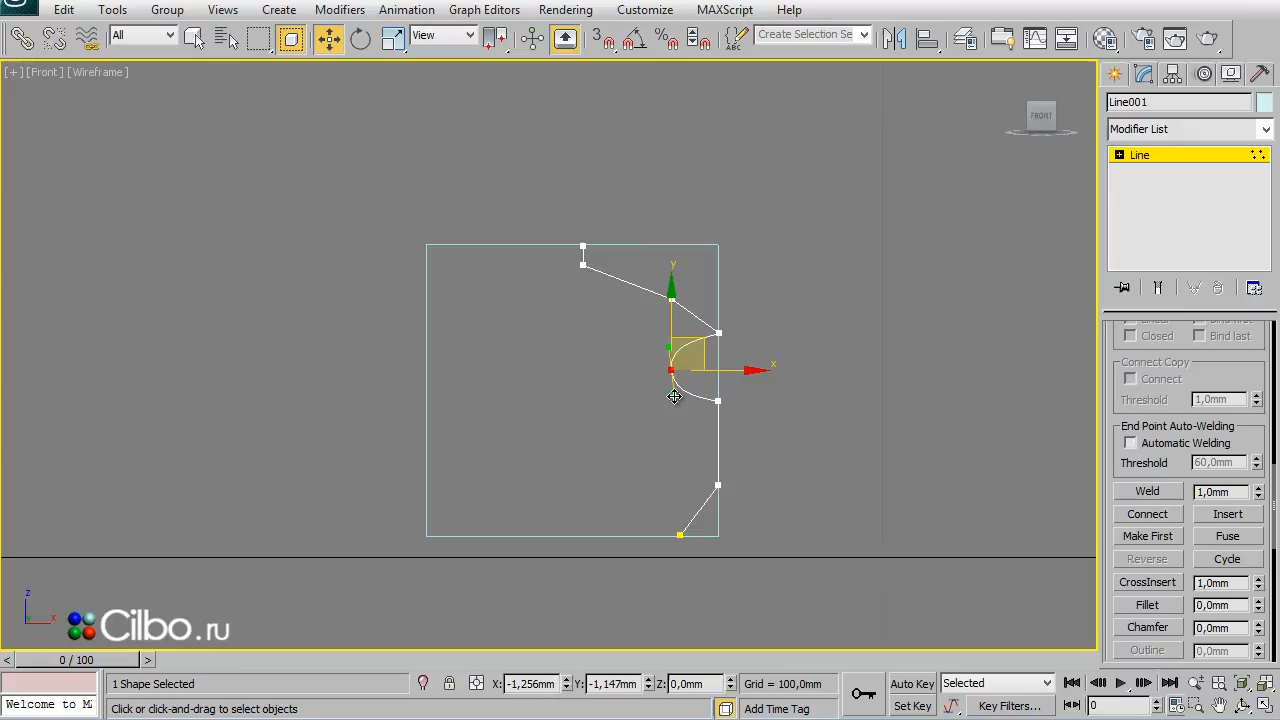 Edit Tools Group Views Create Modifiers Animation Graph Editors Rendering Customize MAXScript Help
All View 3 Create Selection Se
[+] [Front] [Wireframe]
FRONT
Line001
Modifier List
Line
y
x
Closed Bind last
Connect Copy
Connect
Threshold 1,0mm
End Point Auto-Welding
Automatic Welding
Threshold 60,0mm
Weld 1,0mm
Connect Insert
Make First Fuse
Reverse Cycle
CrossInsert 1,0mm
Fillet 0,0mm
Chamfer 0,0mm
Outline 0,0mm
z
x
Cilbo.ru
< 0 / 100 >
1 Shape Selected X: -1,256mm Y: -1,147mm Z: 0,0mm Grid = 100,0mm Auto Key Selected
Welcome to M Click or click-and-drag to select objects Add Time Tag Set Key Key Filters... 0